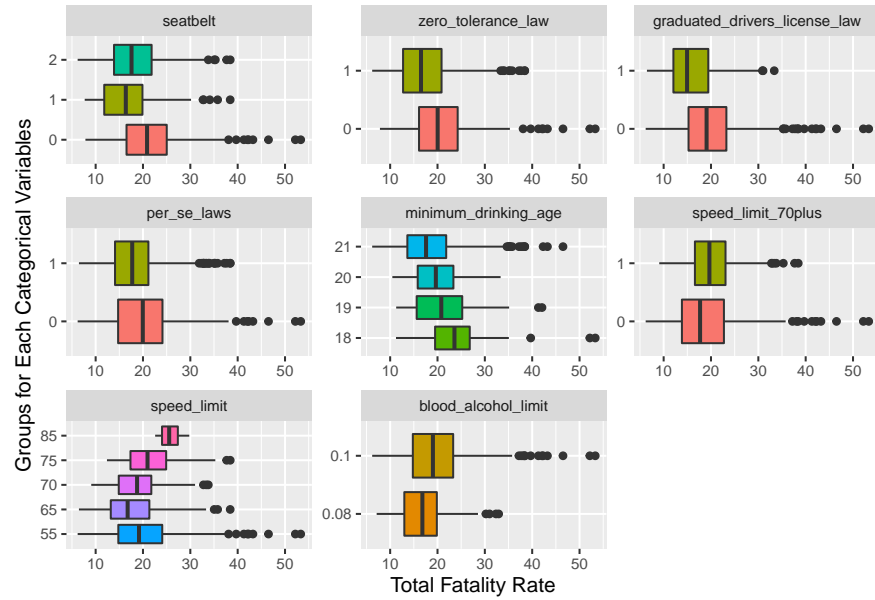 seatbelt
zero_tolerance_law
graduated_drivers_license_law
2
1
0
10 20 30 40 50
1
0
10 20 30 40 50
1
0
10 20 30 40 50
per_se_laws
minimum_drinking_age
speed_limit_70plus
1
0
10 20 30 40 50
21
20
19
18
10 20 30 40 50
1
0
10 20 30 40 50
speed_limit
blood_alcohol_limit
85
75
70
65
55
10 20 30 40 50
0.1
0.08
10 20 30 40 50
Groups for Each Categorical Variables
Total Fatality Rate